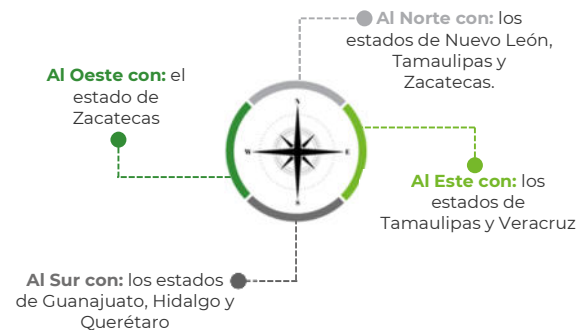 Al Norte con: los
estados de Nuevo León,
Tamaulipas y
Zacatecas.
Al Oeste con: el
estado de
Zacatecas
N
W
E
S
Al Este con: los
estados de
Tamaulipas y Veracruz
Al Sur con: los estados
de Guanajuato, Hidalgo y
Querétaro